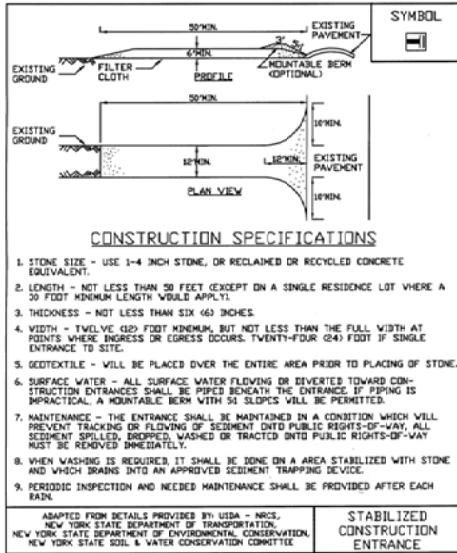 50'MIN.
EXISTING
PAVEMENT
SYMBOL
3'
5:1
6'MIN.
EXISTING
GROUND
FILTER
CLOTH
PROFILE
MOUNTABLE BERM
(OPTIONAL)
50'MIN.
EXISTING
GROUND
10'MIN.
12'MIN.
12'MIN.
EXISTING
PAVEMENT
PLAN VIEW
10'MIN.
CONSTRUCTION SPECIFICATIONS
1. STONE SIZE - USE 1-4 INCH STONE, OR RECLAIMED OR RECYCLED CONCRETE
EQUIVALENT.
2. LENGTH - NOT LESS THAN 50 FEET (EXCEPT ON A SINGLE RESIDENCE LOT WHERE A
30 FOOT MINIMUM LENGTH WOULD APPLY).
3. THICKNESS - NOT LESS THAN SIX (6) INCHES.
4. WIDTH - TWELVE (12) FOOT MINIMUM, BUT NOT LESS THAN THE FULL WIDTH AT
POINTS WHERE INGRESS OR EGRESS OCCURS. TWENTY-FOUR (24) FOOT IF SINGLE
ENTRANCE TO SITE.
5. GEOTEXTILE - WILL BE PLACED OVER THE ENTIRE AREA PRIOR TO PLACING OF STONE.
6. SURFACE WATER - ALL SURFACE WATER FLOWING OR DIVERTED TOWARD CON-
STRUCTION ENTRANCES SHALL BE PIPED BENEATH THE ENTRANCE. IF PIPING IS
IMPRACTICAL, A MOUNTABLE BERM WITH 5:1 SLOPES WILL BE PERMITTED.
7. MAINTENANCE - THE ENTRANCE SHALL BE MAINTAINED IN A CONDITION WHICH WILL
PREVENT TRACKING OR FLOWING OF SEDIMENT ONTO PUBLIC RIGHTS-OF-WAY, ALL
SEDIMENT SPILLED, DROPPED, WASHED OR TRACTED ONTO PUBLIC RIGHTS-OF-WAY
MUST BE REMOVED IMMEDIATELY.
8. WHEN WASHING IS REQUIRED, IT SHALL BE DONE ON A AREA STABILIZED WITH STONE
AND WHICH DRAINS INTO AN APPROVED SEDIMENT TRAPPING DEVICE.
9. PERIODIC INSPECTION AND NEEDED MAINTENANCE SHALL BE PROVIDED AFTER EACH
RAIN.
ADAPTED FROM DETAILS PROVIDED BY: USDA - NRCS,
NEW YORK STATE DEPARTMENT OF TRANSPORTATION,
NEW YORK STATE DEPARTMENT OF ENVIRONMENTAL CONSERVATION,
NEW YORK STATE SOIL & WATER CONSERVATION COMMITTEE
STABILIZED
CONSTRUCTION
ENTRANCE